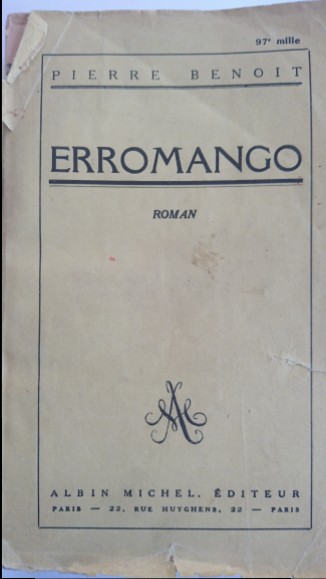 97e mille
PIERRE BENOIT
ERROMANGO
ROMAN
AM
ALBIN MICHEL, ÉDITEUR
PARIS — 22, RUE HUYGHENS, 22 — PARIS